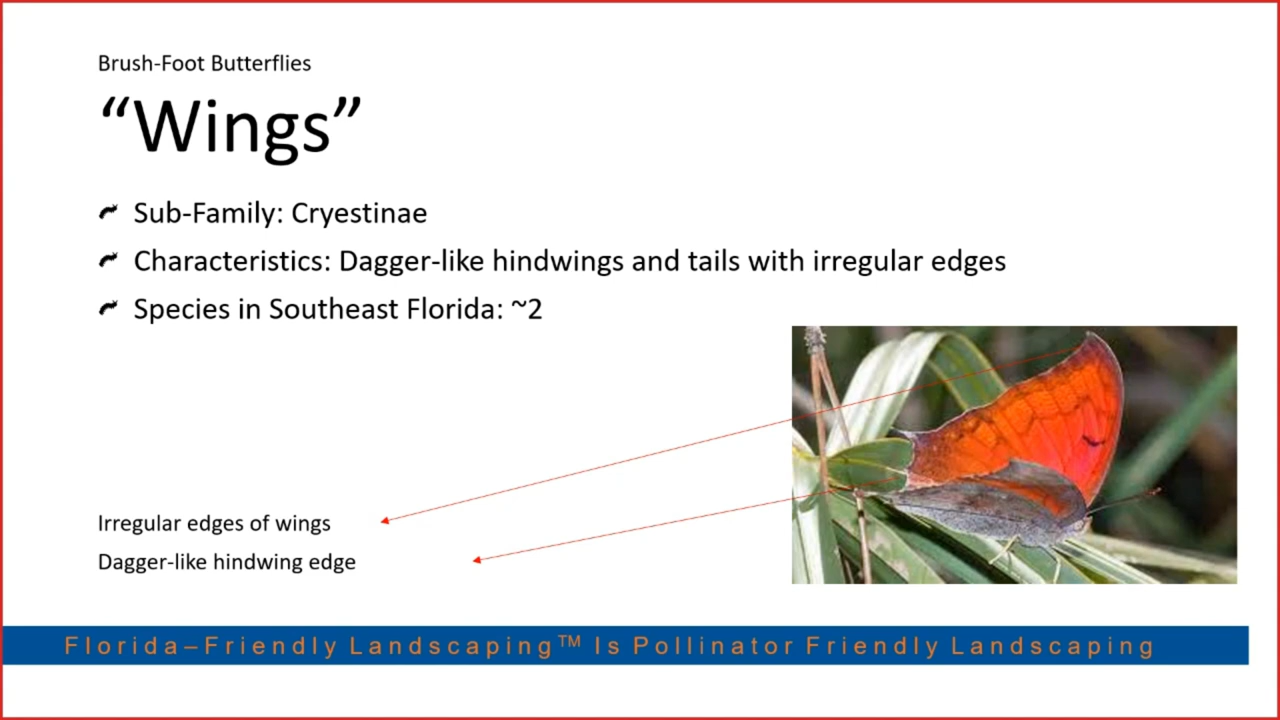 Brush-Foot Butterflies
“Wings”
Sub-Family: Cryestinae
Characteristics: Dagger-like hindwings and tails with irregular edges
Species in Southeast Florida: ~2
Irregular edges of wings
Dagger-like hindwing edge
Florida–Friendly Landscaping™ Is Pollinator Friendly Landscaping